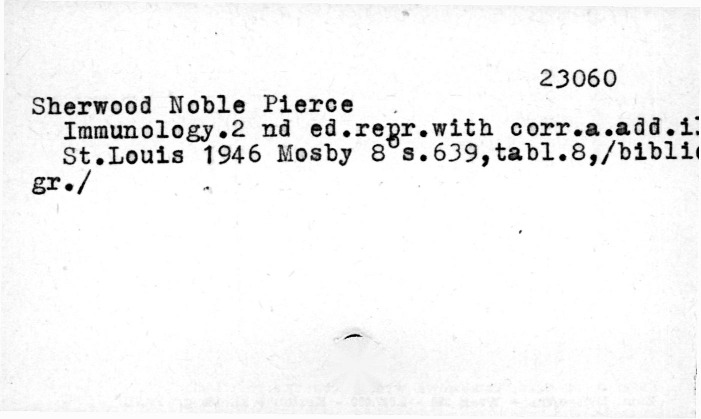 23060
Sherwood Noble Pierce
Immunology.2 nd ed.repr.with corr.a.add.i
St.Louis 1946 Mosby 8°s.639,tabl.8,/biblio
gr./